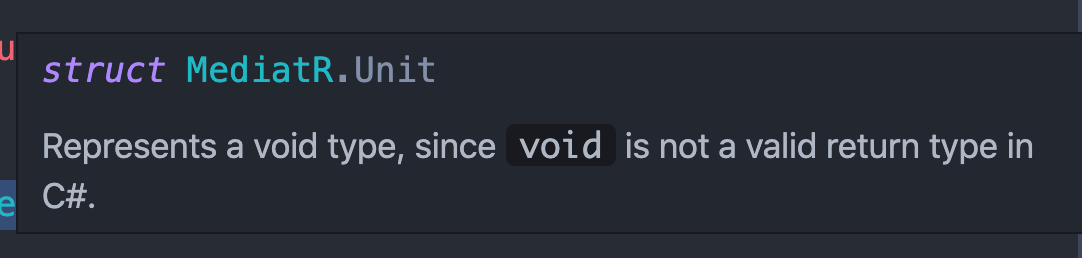 u
struct MediatR.Unit
Represents a void type, since void is not a valid return type in
C#.
e